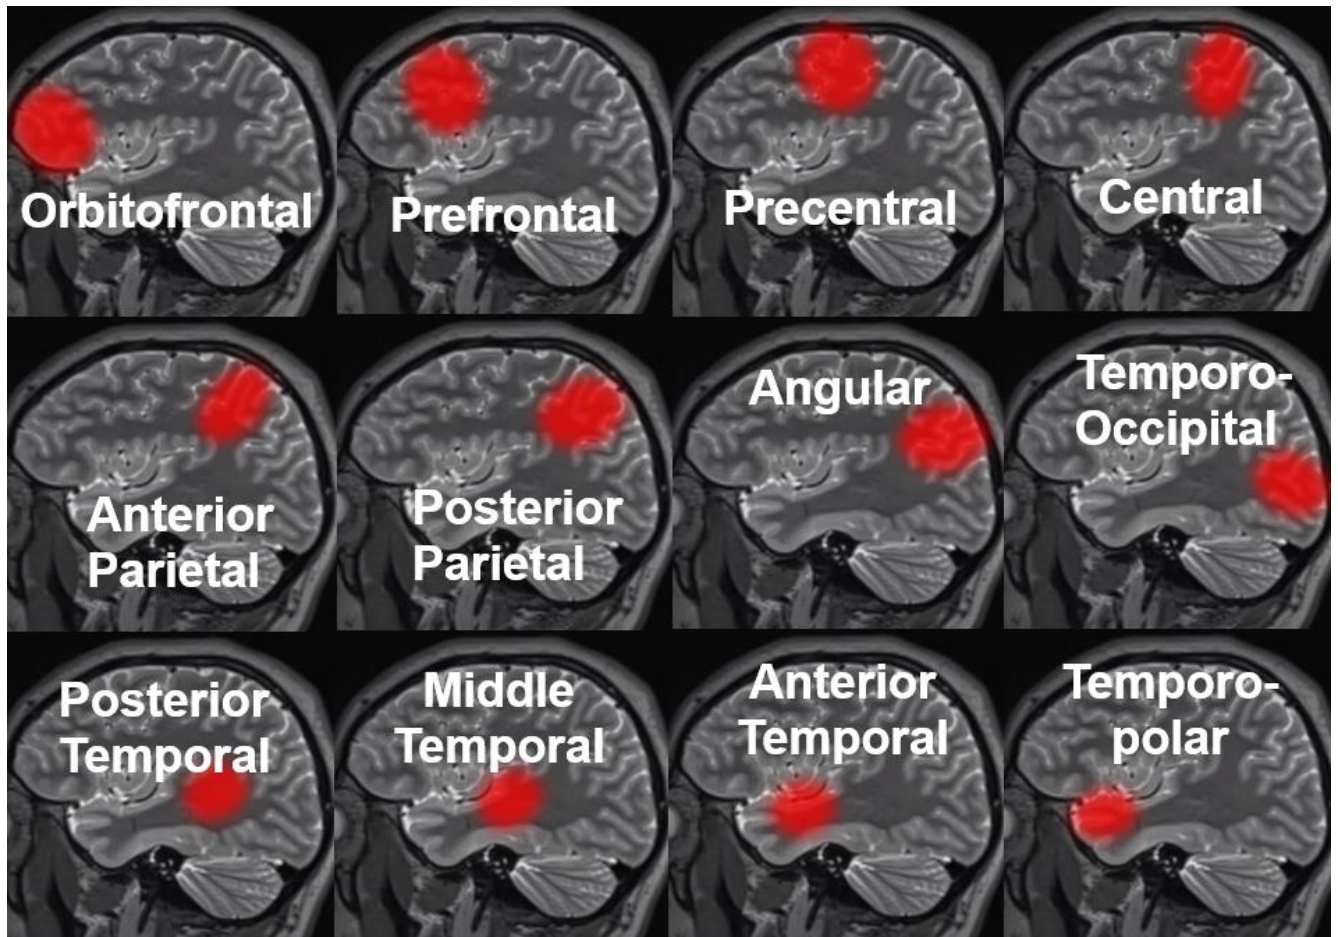 Orbitofrontal
Prefrontal
Precentral
Central
Anterior
Parietal
Posterior
Parietal
Angular
Temporo-
Occipital
Posterior
Temporal
Middle
Temporal
Anterior
Temporal
Temporo-
polar